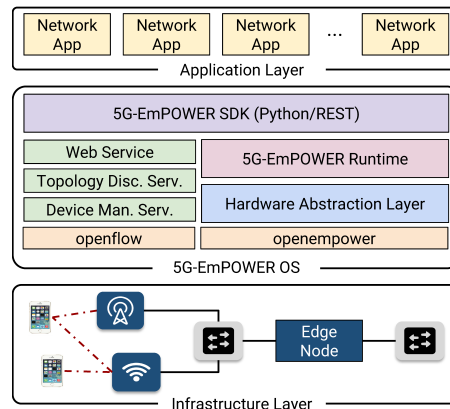 Network App
Network App
Network App
...
Network App
Application Layer
5G-EmPOWER SDK (Python/REST)
Web Service
5G-EmPOWER Runtime
Topology Disc. Serv.
Device Man. Serv.
Hardware Abstraction Layer
openflow
openempower
5G-EmPOWER OS
Edge
Node
Infrastructure Layer